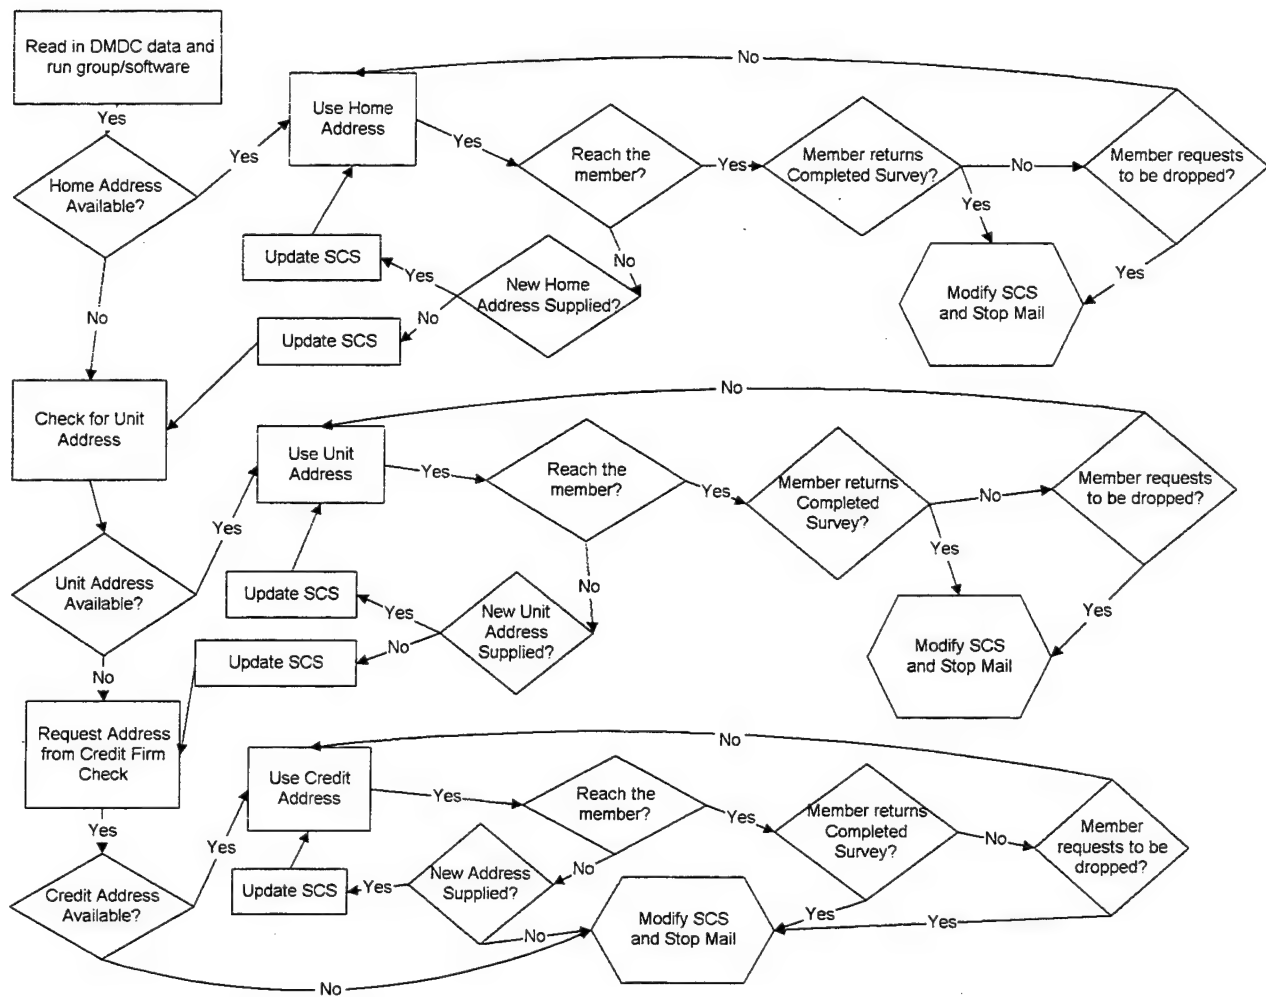 Read in DMDC data and
run group/software
Yes
Home Address
Available?
Yes
No
Use Home
Address
Yes
Reach the
member?
Yes
Member returns
Completed Survey?
No
Member requests
to be dropped?
No
Yes
Yes
Modify SCS
and Stop Mail
No
New Home
Address Supplied?
Yes
Update SCS
No
Update SCS
Check for Unit
Address
Unit Address
Available?
Yes
No
Use Unit
Address
Yes
Reach the
member?
Yes
Member returns
Completed
Survey?
No
Member requests
to be dropped?
No
Yes
Yes
Modify SCS
and Stop Mail
No
New Unit
Address
Supplied?
Yes
Update SCS
No
Update SCS
Request Address
from Credit Firm
Check
Yes
Credit Address
Available?
Yes
No
Use Credit
Address
Yes
Reach the
member?
Yes
Member returns
Completed
Survey?
No
Member
requests to be
dropped?
No
Yes
Yes
Modify SCS
and Stop Mail
No
New Address
Supplied?
Yes
Update SCS
No